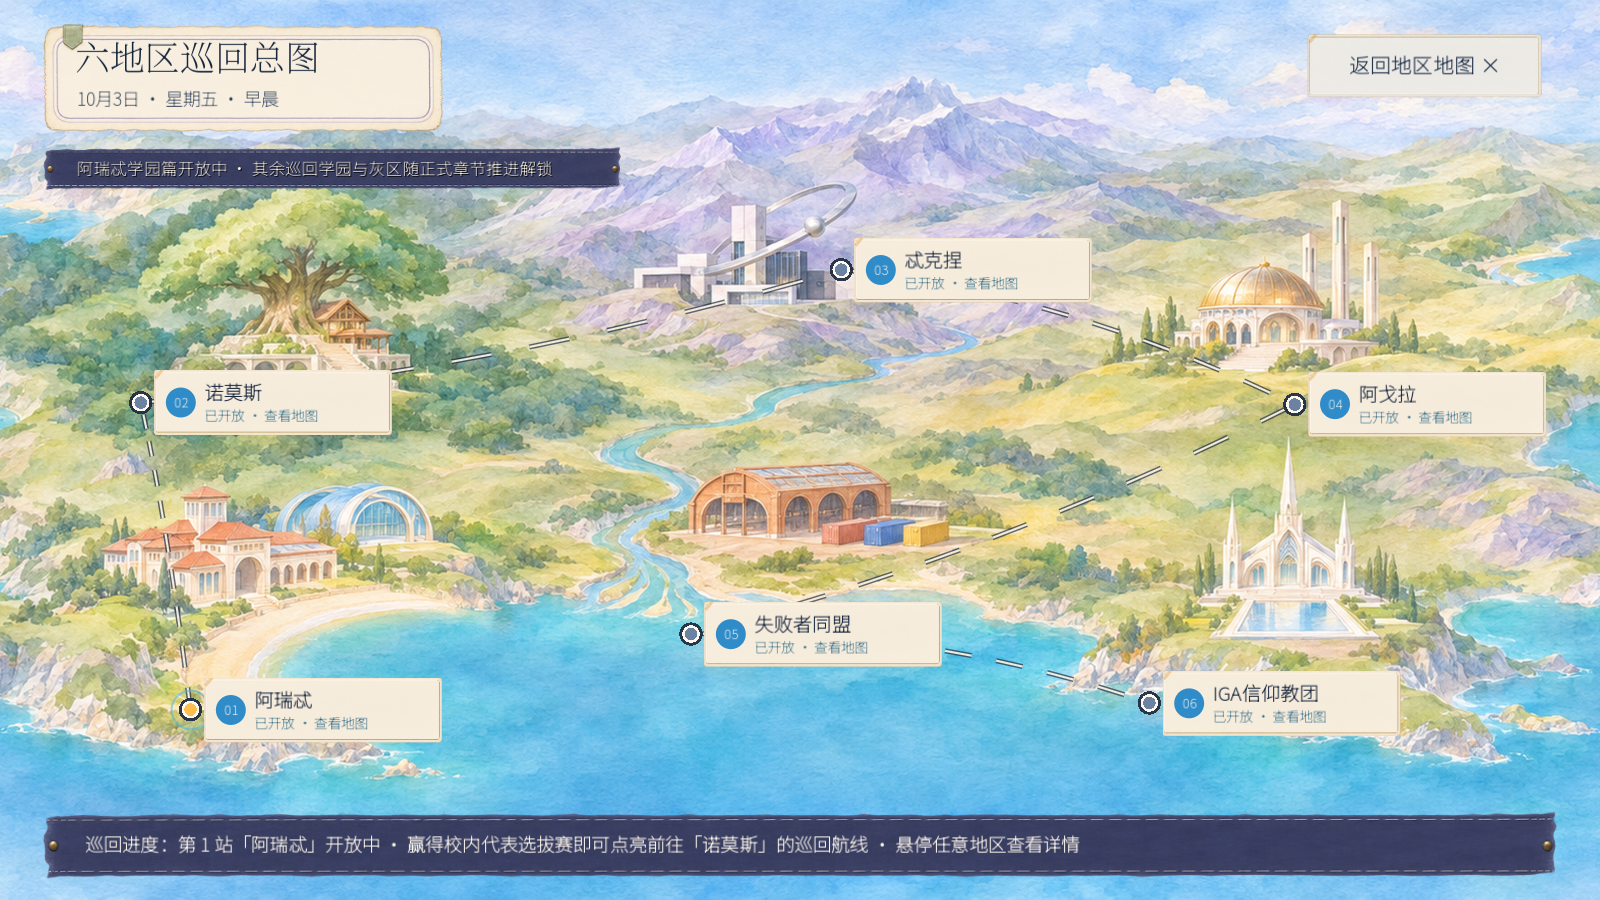 六地区巡回总图
10月3日 · 星期五 · 早晨
返回地区地图 ×
阿瑞忒学园篇开放中 · 其余巡回学园与灰区随正式章节推进解锁
03
忒克捏
已开放 · 查看地图
02
诺莫斯
已开放 · 查看地图
04
阿戈拉
已开放 · 查看地图
05
失败者同盟
已开放 · 查看地图
01
阿瑞忒
已开放 · 查看地图
06
IGA信仰教团
已开放 · 查看地图
巡回进度：第 1 站「阿瑞忒」开放中 · 赢得校内代表选拔赛即可点亮前往「诺莫斯」的巡回航线 · 悬停任意地区查看详情